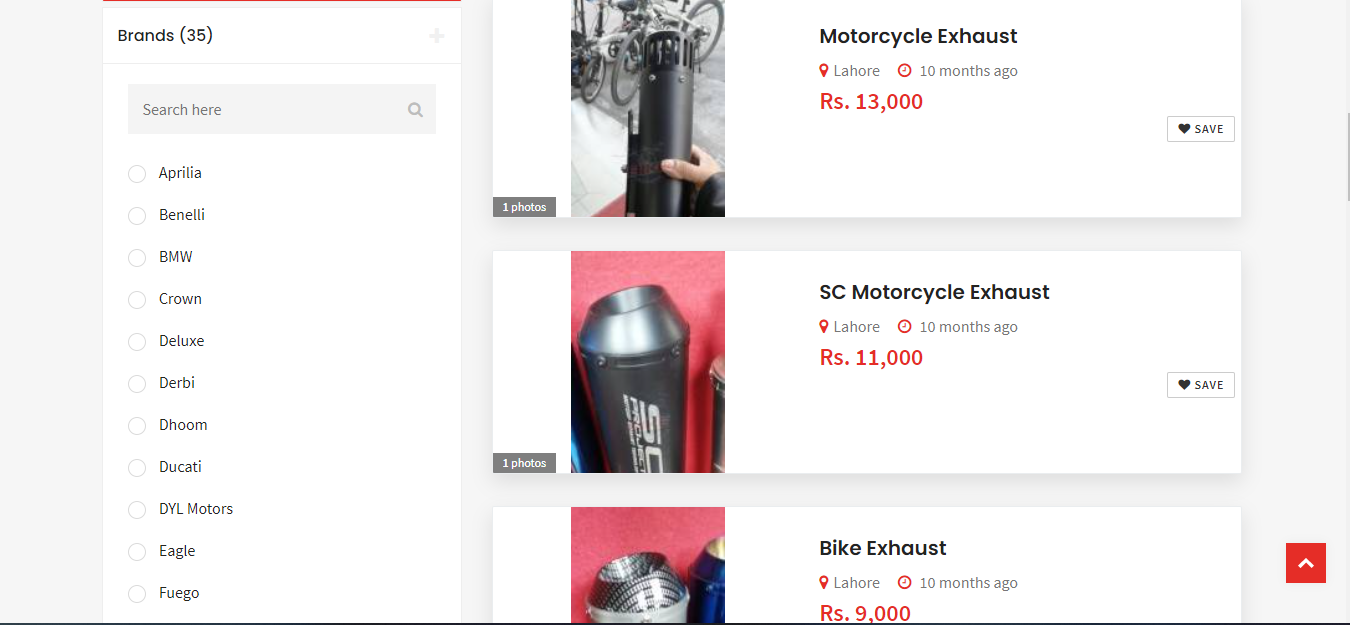 Brands (35)
Search here
Aprilia
Benelli
BMW
Crown
Deluxe
Derbi
Dhoom
Ducati
DYL Motors
Eagle
Fuego
Motorcycle Exhaust
Lahore 10 months ago
Rs. 13,000
SAVE
1 photos
SC Motorcycle Exhaust
Lahore 10 months ago
Rs. 11,000
SAVE
SC
PROJECT
1 photos
Bike Exhaust
Lahore 10 months ago
Rs. 9,000